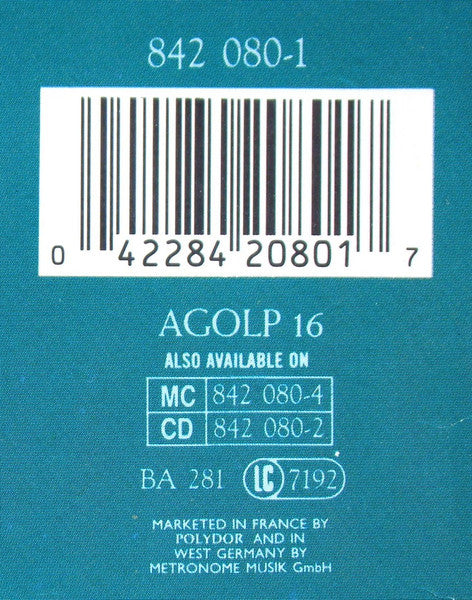 842 080-1
0 42284 20801 7
AGOLP 16
ALSO AVAILABLE ON
MC 842 080-4
CD 842 080-2
BA 281 LC 7192
MARKETED IN FRANCE BY
POLYDOR AND IN
WEST GERMANY BY
METRONOME MUSIK GmbH